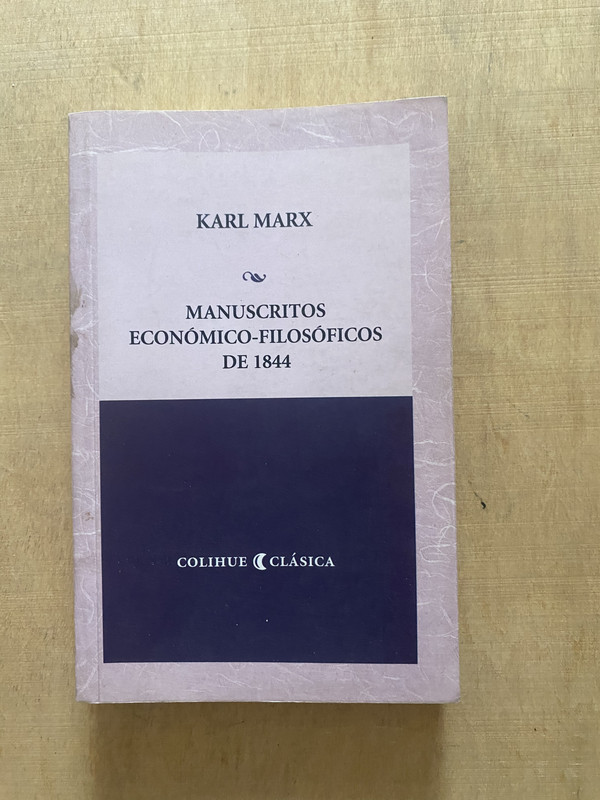 KARL MARX
MANUSCRITOS
ECONÓMICO-FILOSÓFICOS
DE 1844
COLIHUE CLÁSICA